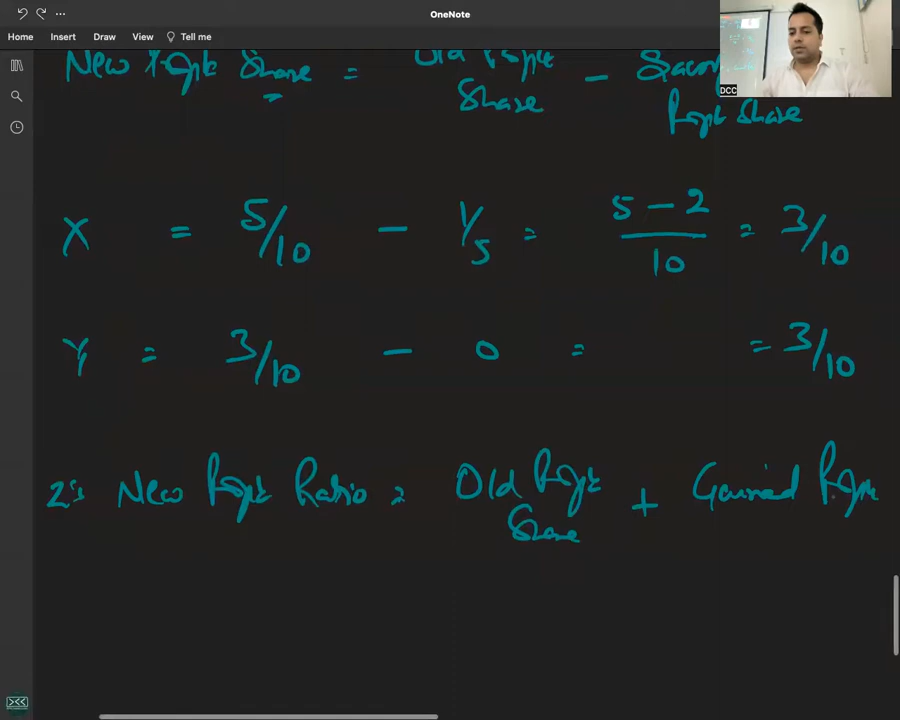 OneNote
Home Insert Draw View Tell me
DCC
New Profit Share = Old Profit Share -
Profit Share
X = 5/10 - 1/5 = 5 - 2 / 10 = 3/10
Y = 3/10 - 0 = = 3/10
Z's New Profit Ratio = Old Profit Share + Gained Profit